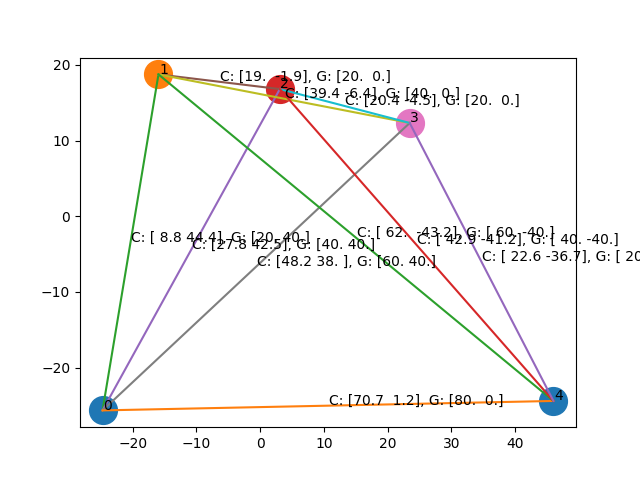 20
10
0
−10
−20
−20
−10
0
10
20
30
40
1
2
3
0
4
C: [19. -1.9], G: [20. 0.]
C: [39.4 -6.4], G: [40. 0.]
C: [20.4 -4.5], G: [20. 0.]
C: [ 8.8 44.4], G: [20. 40.]
C: [27.8 42.5], G: [40. 40.]
C: [48.2 38. ], G: [60. 40.]
C: [ 62. -43.2], G: [ 60. -40.]
C: [ 42.9 -41.2], G: [ 40. -40.]
C: [ 22.6 -36.7], G: [ 20
C: [70.7 1.2], G: [80. 0.]